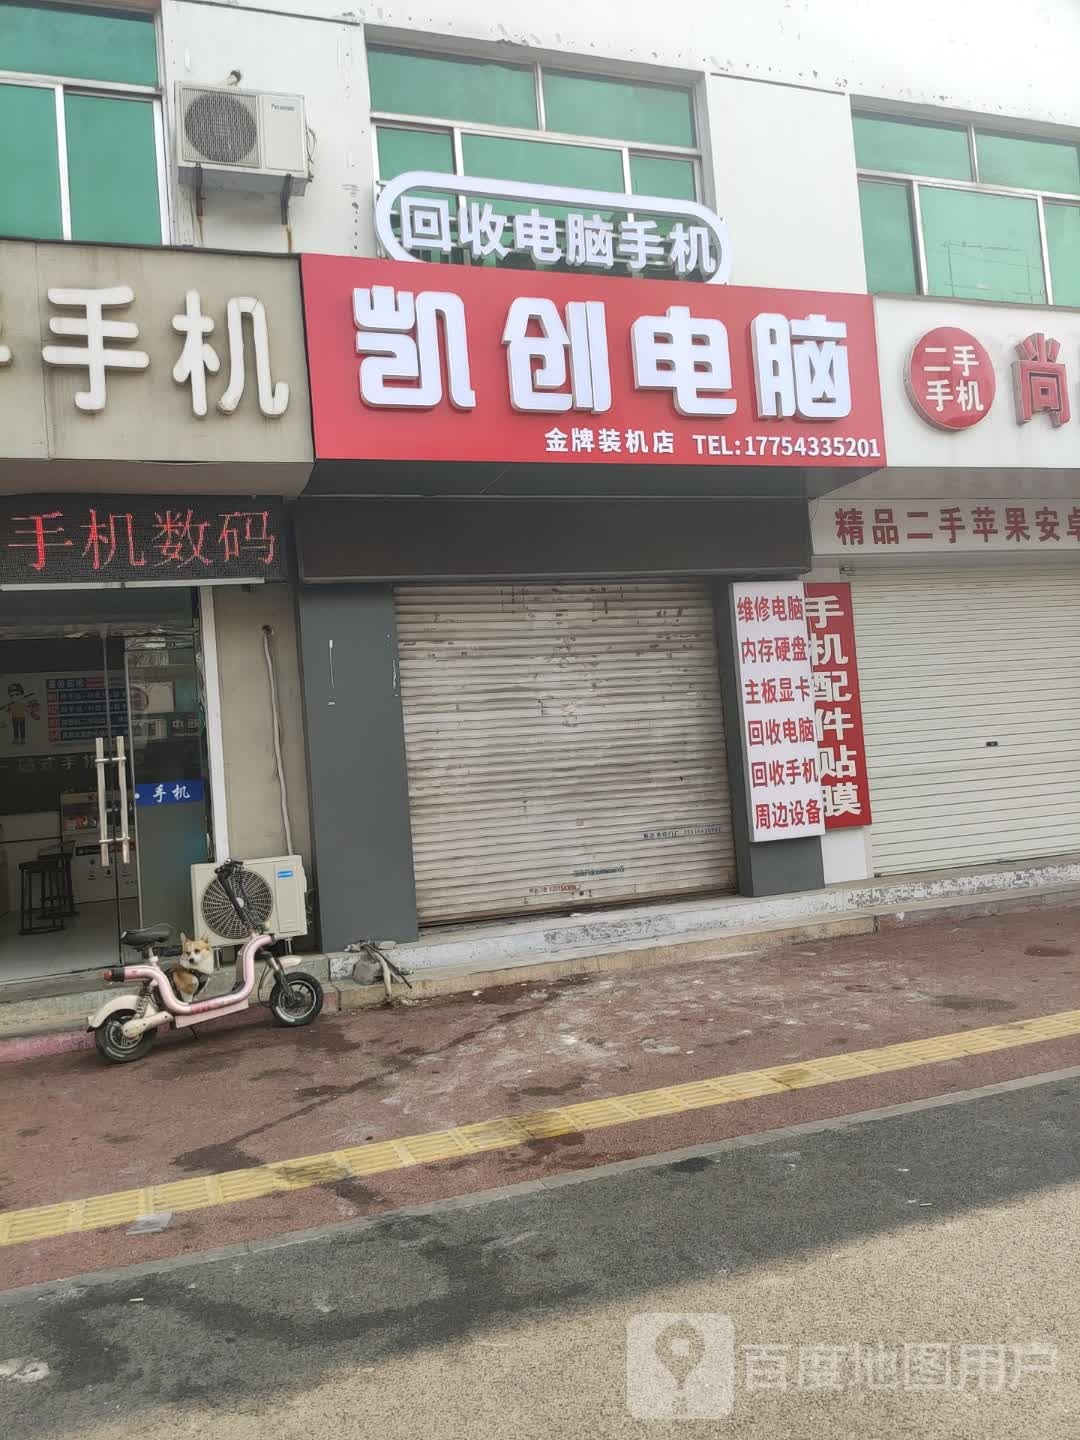 回收电脑手机
手机
凯创电脑
金牌装机店 TEL:17754335201
二手
手机
尚
手机数码
精品二手苹果安卓
维修电脑
内存硬盘
主板显卡
回收电脑
回收手机
周边设备
手机配件贴膜
手机
百度地图用户